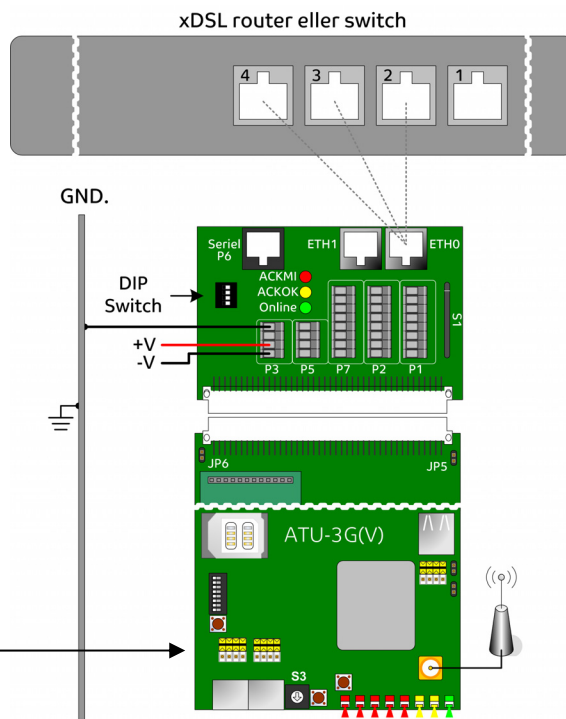 xDSL router eller switch
4 3 2 1
GND.
Seriel P6
ETH1
ETH0
DIP Switch
ACKMI
ACKOK
Online
S1
+V
-V
P3 P5 P7 P2 P1
JP6
JP5
ATU-3G(V)
S3